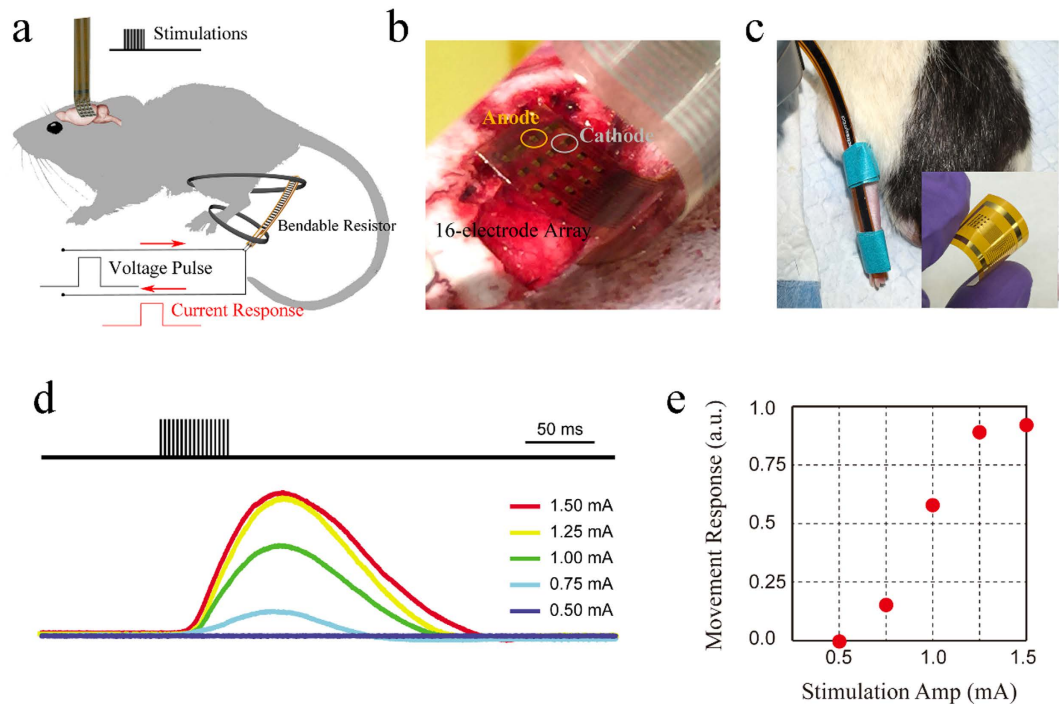 a
Stimulations
Bendable Resistor
Voltage Pulse
Current Response
b
Anode
Cathode
16-electrode Array
c
d
50 ms
1.50 mA
1.25 mA
1.00 mA
0.75 mA
0.50 mA
e
Movement Response (a.u.)
1.0
0.75
0.5
0.25
0.0
0.5
1.0
1.5
Stimulation Amp (mA)